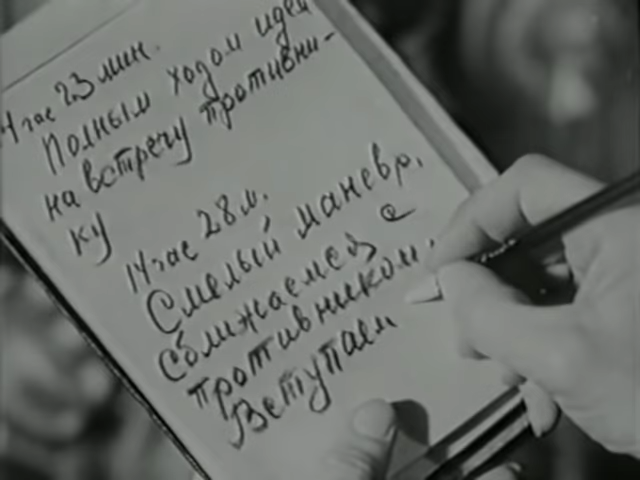 14 час 23 мин.
Полным ходом идем
на встречу противни-
ку
14 час 28 м.
Смелый маневр,
сближаемся с
противником.
Вступаем